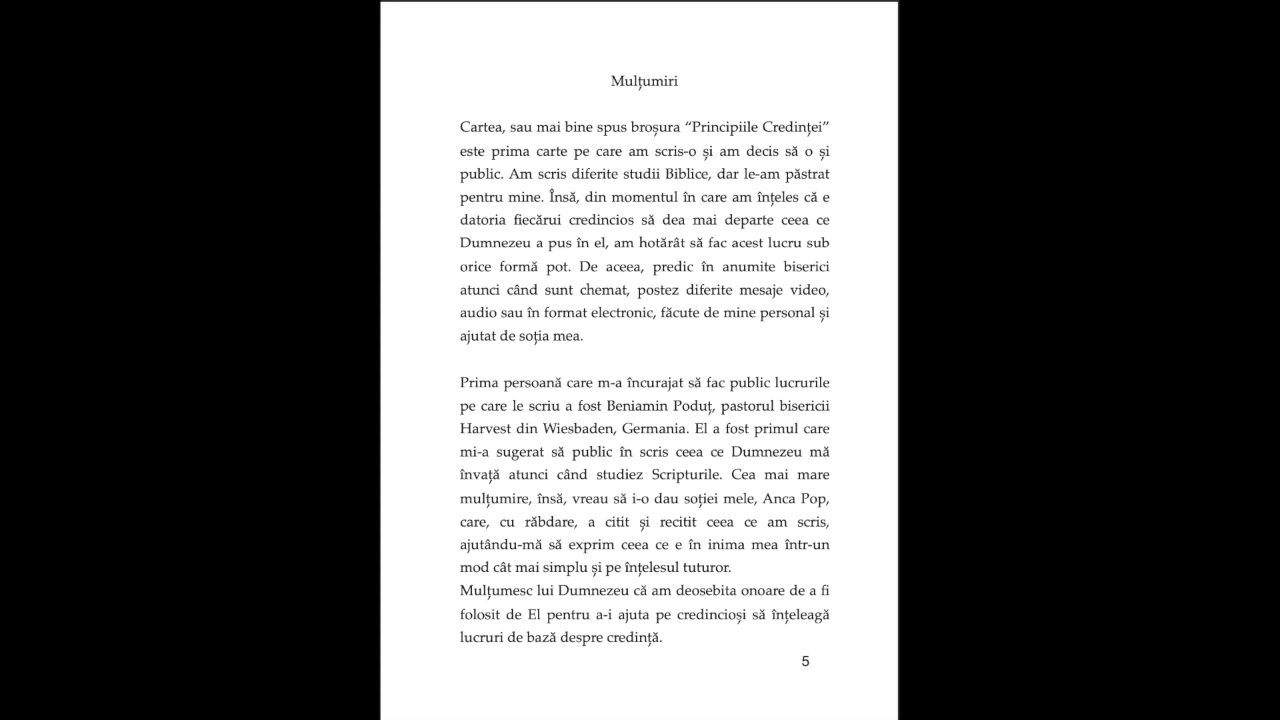 Mulțumiri
Cartea, sau mai bine spus broșura “Principiile Credinței”
este prima carte pe care am scris-o și am decis să o și
public. Am scris diferite studii Biblice, dar le-am păstrat
pentru mine. Însă, din momentul în care am înțeles că e
datoria fiecărui credincios să dea mai departe ceea ce
Dumnezeu a pus în el, am hotărât să fac acest lucru sub
orice formă pot. De aceea, predic în anumite biserici
atunci când sunt chemat, postez diferite mesaje video,
audio sau în format electronic, făcute de mine personal și
ajutat de soția mea.
Prima persoană care m-a încurajat să fac public lucrurile
pe care le scriu a fost Beniamin Poduț, pastorul bisericii
Harvest din Wiesbaden, Germania. El a fost primul care
mi-a sugerat să public în scris ceea ce Dumnezeu mă
învață atunci când studiez Scripturile. Cea mai mare
mulțumire, însă, vreau să i-o dau soției mele, Anca Pop,
care, cu răbdare, a citit și recitit ceea ce am scris,
ajutându-mă să exprim ceea ce e în inima mea într-un
mod cât mai simplu și pe înțelesul tuturor.
Mulțumesc lui Dumnezeu că am deosebita onoare de a fi
folosit de El pentru a-i ajuta pe credincioși să înțeleagă
lucruri de bază despre credință.
5